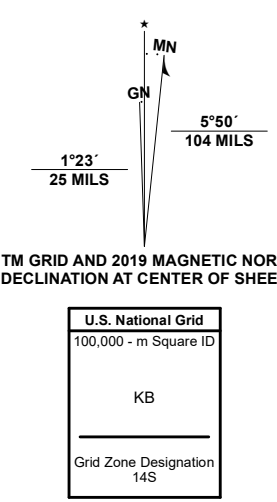 ★
MN
GN
5°50´
104 MILS
1°23´
25 MILS
TM GRID AND 2019 MAGNETIC NOR
DECLINATION AT CENTER OF SHEE
U.S. National Grid
100,000 - m Square ID
KB
Grid Zone Designation
14S